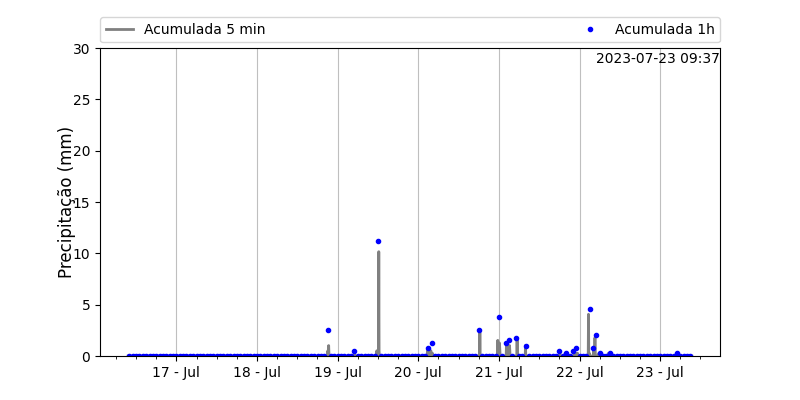 Acumulada 5 min
Acumulada 1h
2023-07-23 09:37
Precipitação (mm)
30
25
20
15
10
5
0
17 - Jul
18 - Jul
19 - Jul
20 - Jul
21 - Jul
22 - Jul
23 - Jul